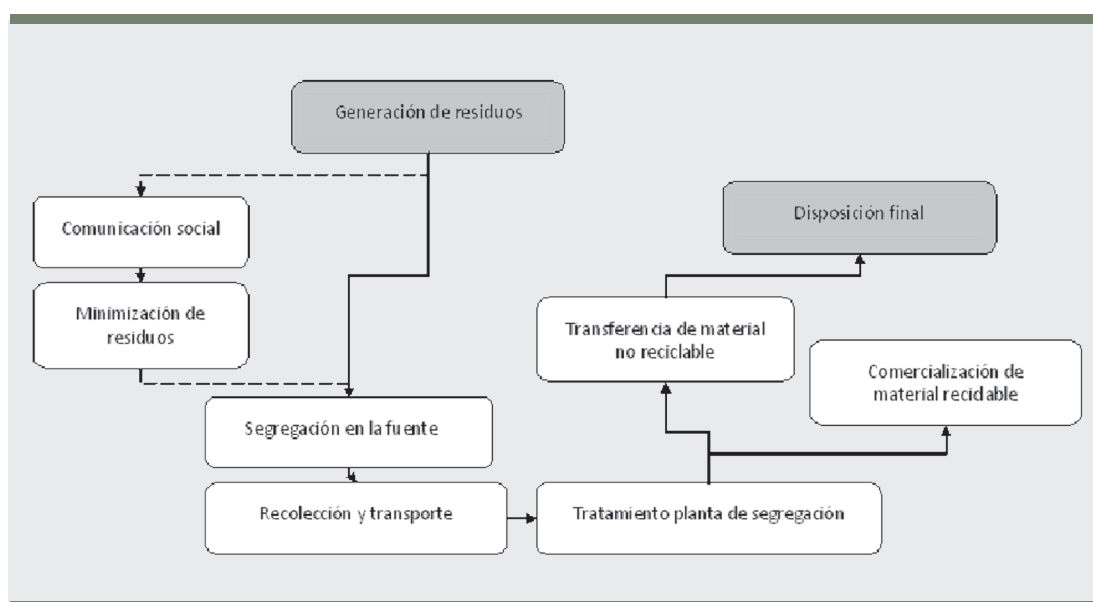 Generación de residuos
Comunicación social
Minimización de
residuos
Segregación en la fuente
Recolección y transporte
Tratamiento planta de segregación
Transferencia de material
no reciclable
Comercialización de
material reciclable
Disposición final